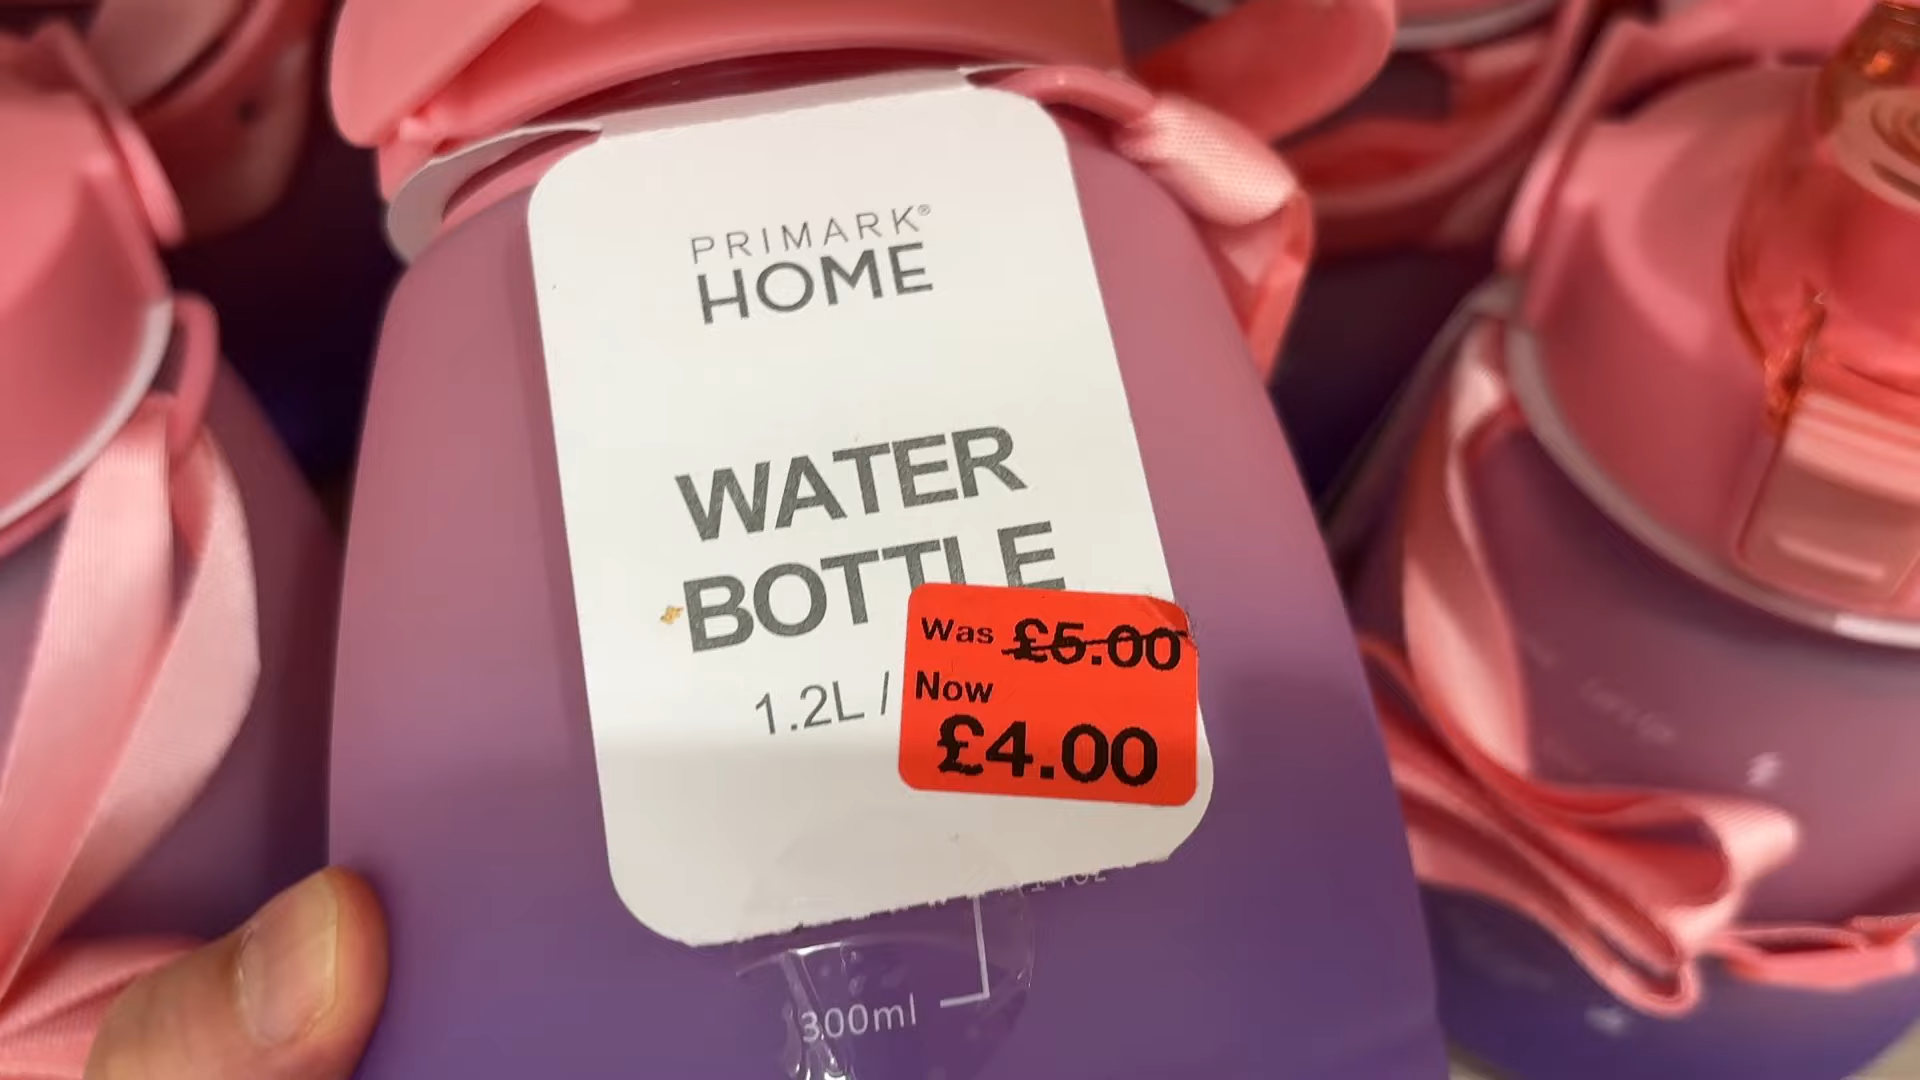 PRIMARK®
HOME
WATER
BOTTLE
1.2L /
Was £5.00
Now
£4.00
300ml